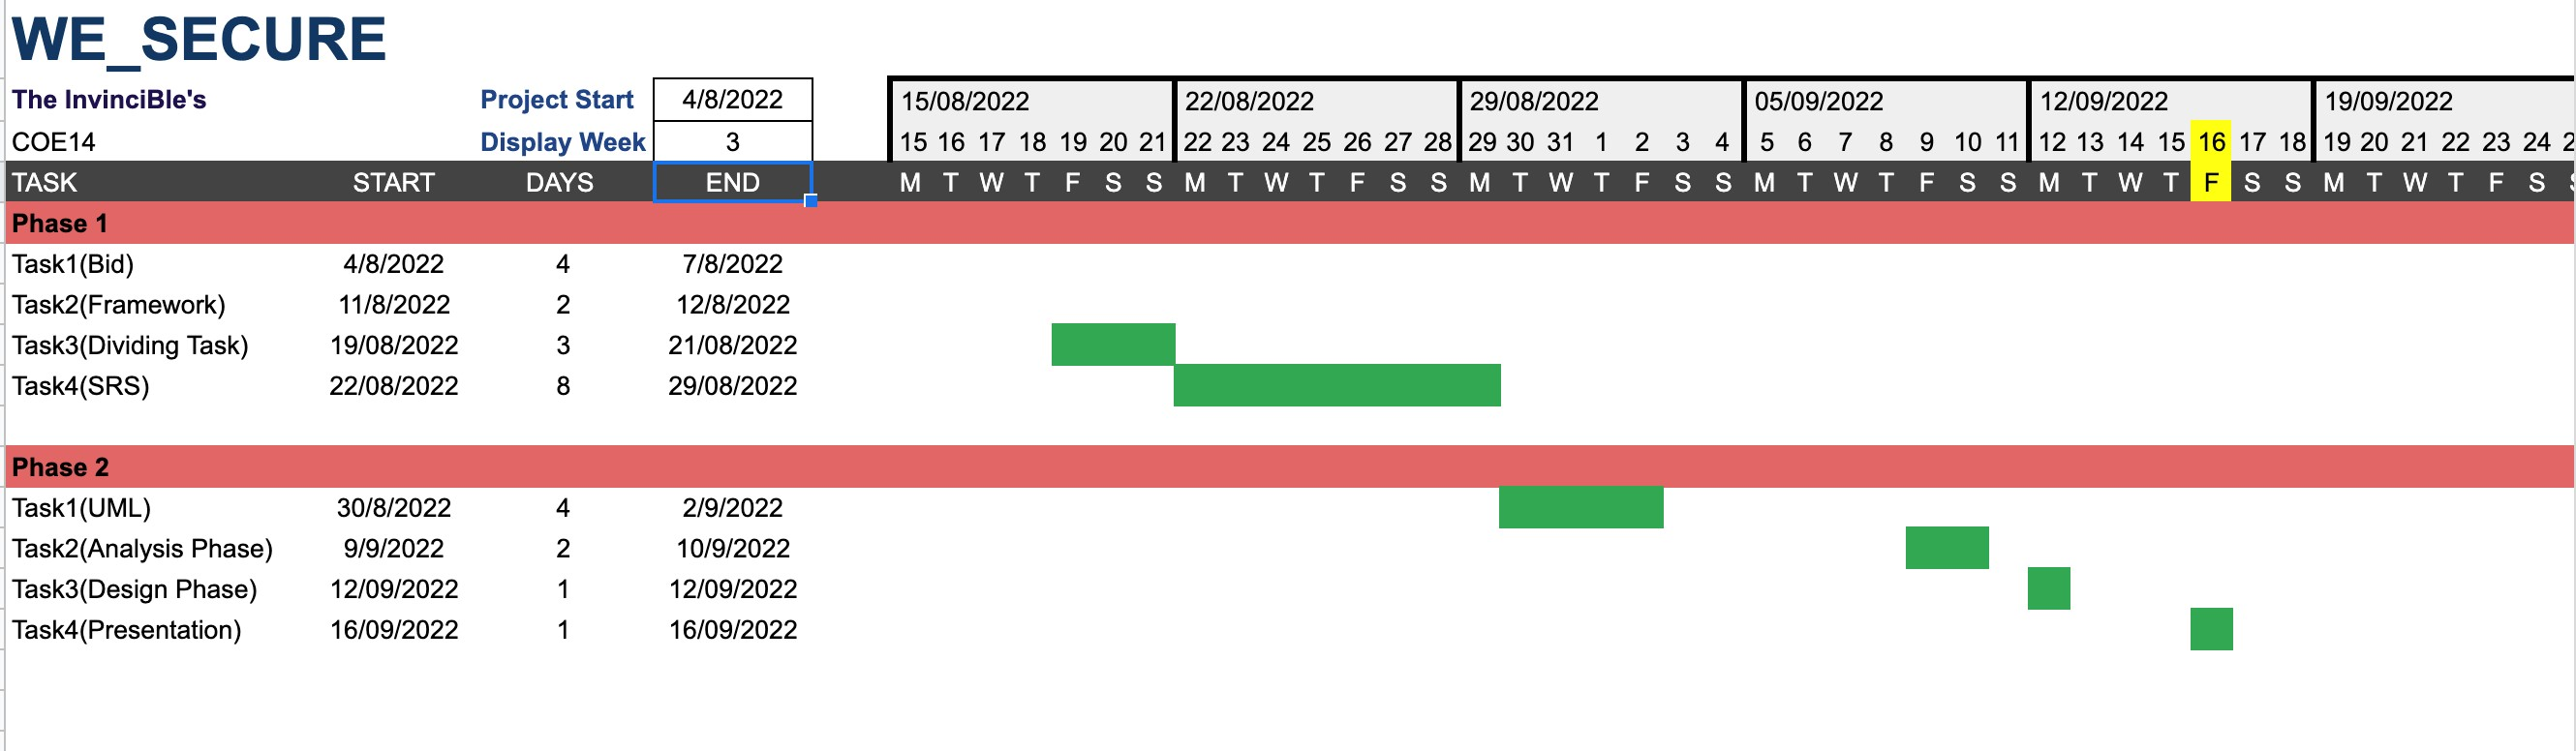 WE_SECURE
The InvinciBle's Project Start 4/8/2022 15/08/2022 22/08/2022 29/08/2022 05/09/2022 12/09/2022 19/09/2022
COE14 Display Week 3 15 16 17 18 19 20 21 22 23 24 25 26 27 28 29 30 31 1 2 3 4 5 6 7 8 9 10 11 12 13 14 15 16 17 18 19 20 21 22 23 24
TASK START DAYS END M T W T F S S M T W T F S S M T W T F S S M T W T F S S M T W T F S S M T W T F S
Phase 1
Task1(Bid) 4/8/2022 4 7/8/2022
Task2(Framework) 11/8/2022 2 12/8/2022
Task3(Dividing Task) 19/08/2022 3 21/08/2022
Task4(SRS) 22/08/2022 8 29/08/2022
Phase 2
Task1(UML) 30/8/2022 4 2/9/2022
Task2(Analysis Phase) 9/9/2022 2 10/9/2022
Task3(Design Phase) 12/09/2022 1 12/09/2022
Task4(Presentation) 16/09/2022 1 16/09/2022